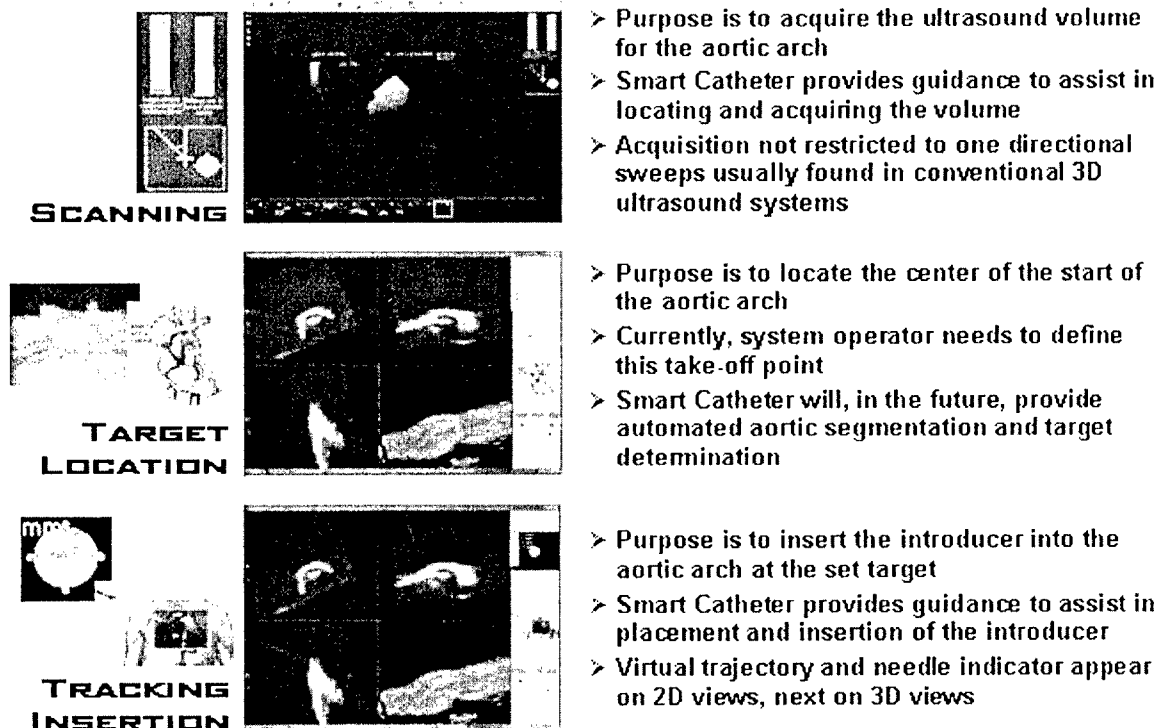 ➢ Purpose is to acquire the ultrasound volume
for the aortic arch
➢ Smart Catheter provides guidance to assist in
locating and acquiring the volume
➢ Acquisition not restricted to one directional
sweeps usually found in conventional 3D
ultrasound systems
SCANNING
➢ Purpose is to locate the center of the start of
the aortic arch
➢ Currently, system operator needs to define
this take-off point
➢ Smart Catheter will, in the future, provide
automated aortic segmentation and target
determination
TARGET
LOCATION
mms
➢ Purpose is to insert the introducer into the
aortic arch at the set target
➢ Smart Catheter provides guidance to assist in
placement and insertion of the introducer
➢ Virtual trajectory and needle indicator appear
on 2D views, next on 3D views
TRACKING
INSERTION